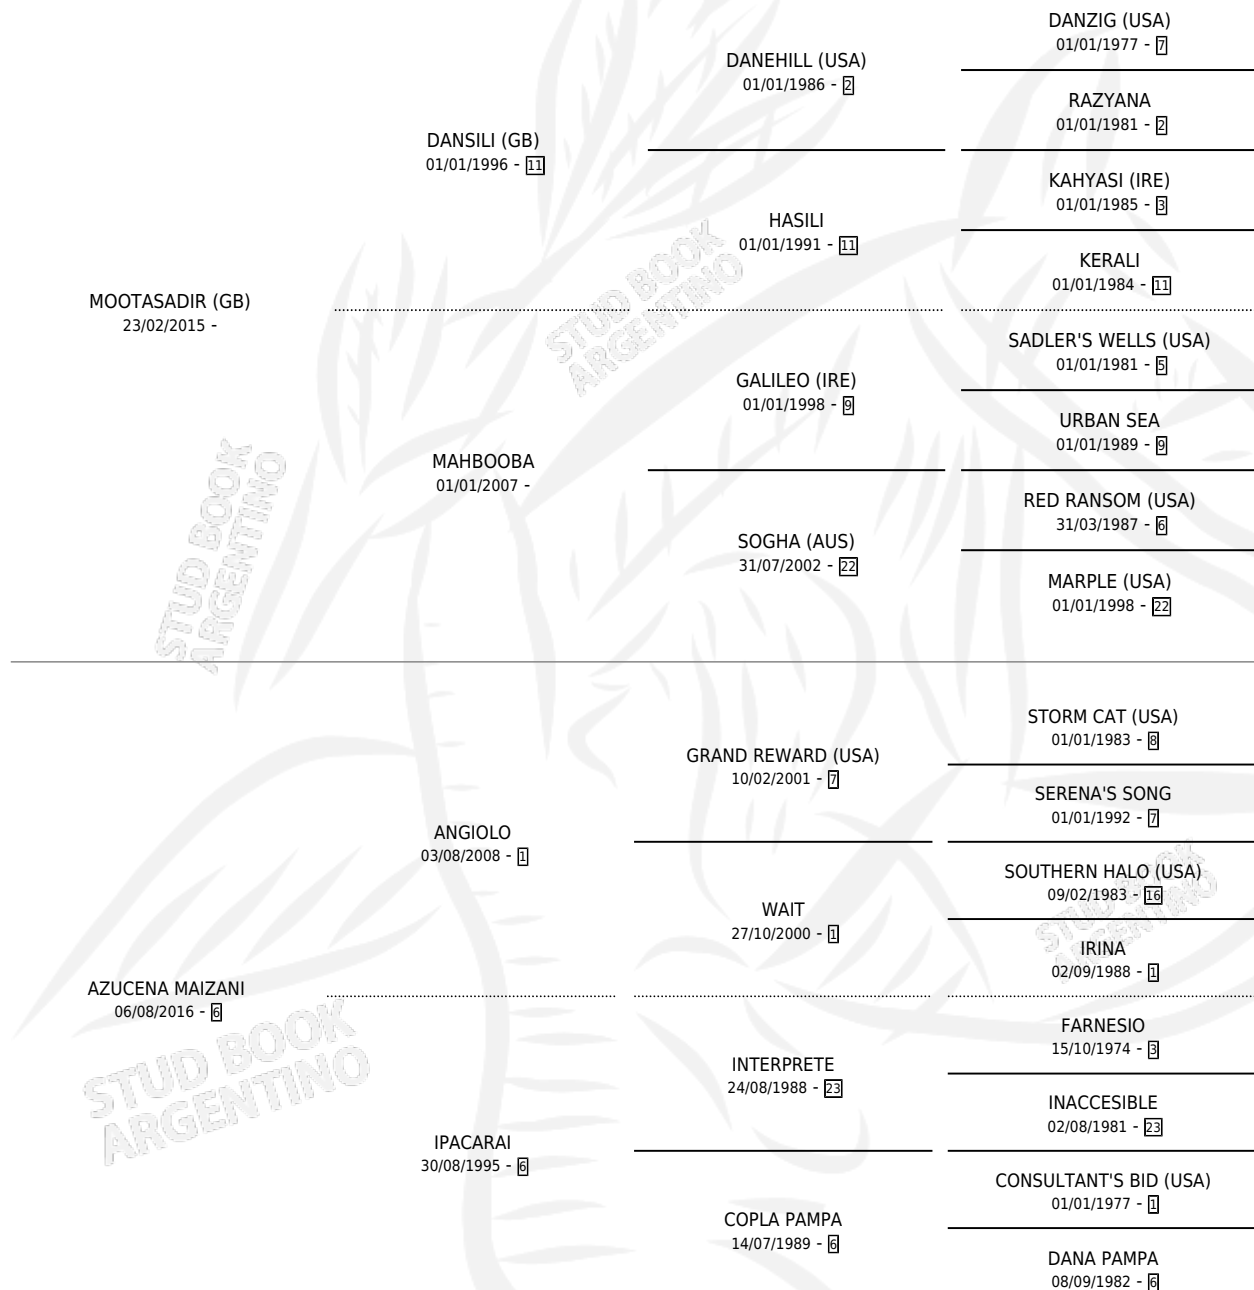 DANZIG (USA)
01/01/1977 - 7
DANEHILL (USA)
01/01/1986 - 2
RAZYANA
01/01/1981 - 2
DANSILI (GB)
01/01/1996 - 11
KAHYASI (IRE)
01/01/1985 - 3
HASILI
01/01/1991 - 11
KERALI
01/01/1984 - 11
MOOTASADIR (GB)
23/02/2015 -
SADLER'S WELLS (USA)
01/01/1981 - 5
GALILEO (IRE)
01/01/1998 - 9
URBAN SEA
01/01/1989 - 9
MAHBOOBA
01/01/2007 -
RED RANSOM (USA)
31/03/1987 - 6
SOGHA (AUS)
31/07/2002 - 22
MARPLE (USA)
01/01/1998 - 22
STUD BOOK
ARGENTINO
STUD BOOK
ARGENTINO
STORM CAT (USA)
01/01/1983 - 8
GRAND REWARD (USA)
10/02/2001 - 7
SERENA'S SONG
01/01/1992 - 7
ANGIOLO
03/08/2008 - 1
SOUTHERN HALO (USA)
09/02/1983 - 16
WAIT
27/10/2000 - 1
IRINA
02/09/1988 - 1
AZUCENA MAIZANI
06/08/2016 - 6
FARNESIO
15/10/1974 - 3
INTERPRETE
24/08/1988 - 23
INACCESIBLE
02/08/1981 - 23
IPACARAI
30/08/1995 - 6
CONSULTANT'S BID (USA)
01/01/1977 - 1
COPLA PAMPA
14/07/1989 - 6
DANA PAMPA
08/09/1982 - 6
STUD BOOK
ARGENTINO
STUD BOOK
ARGENTINO